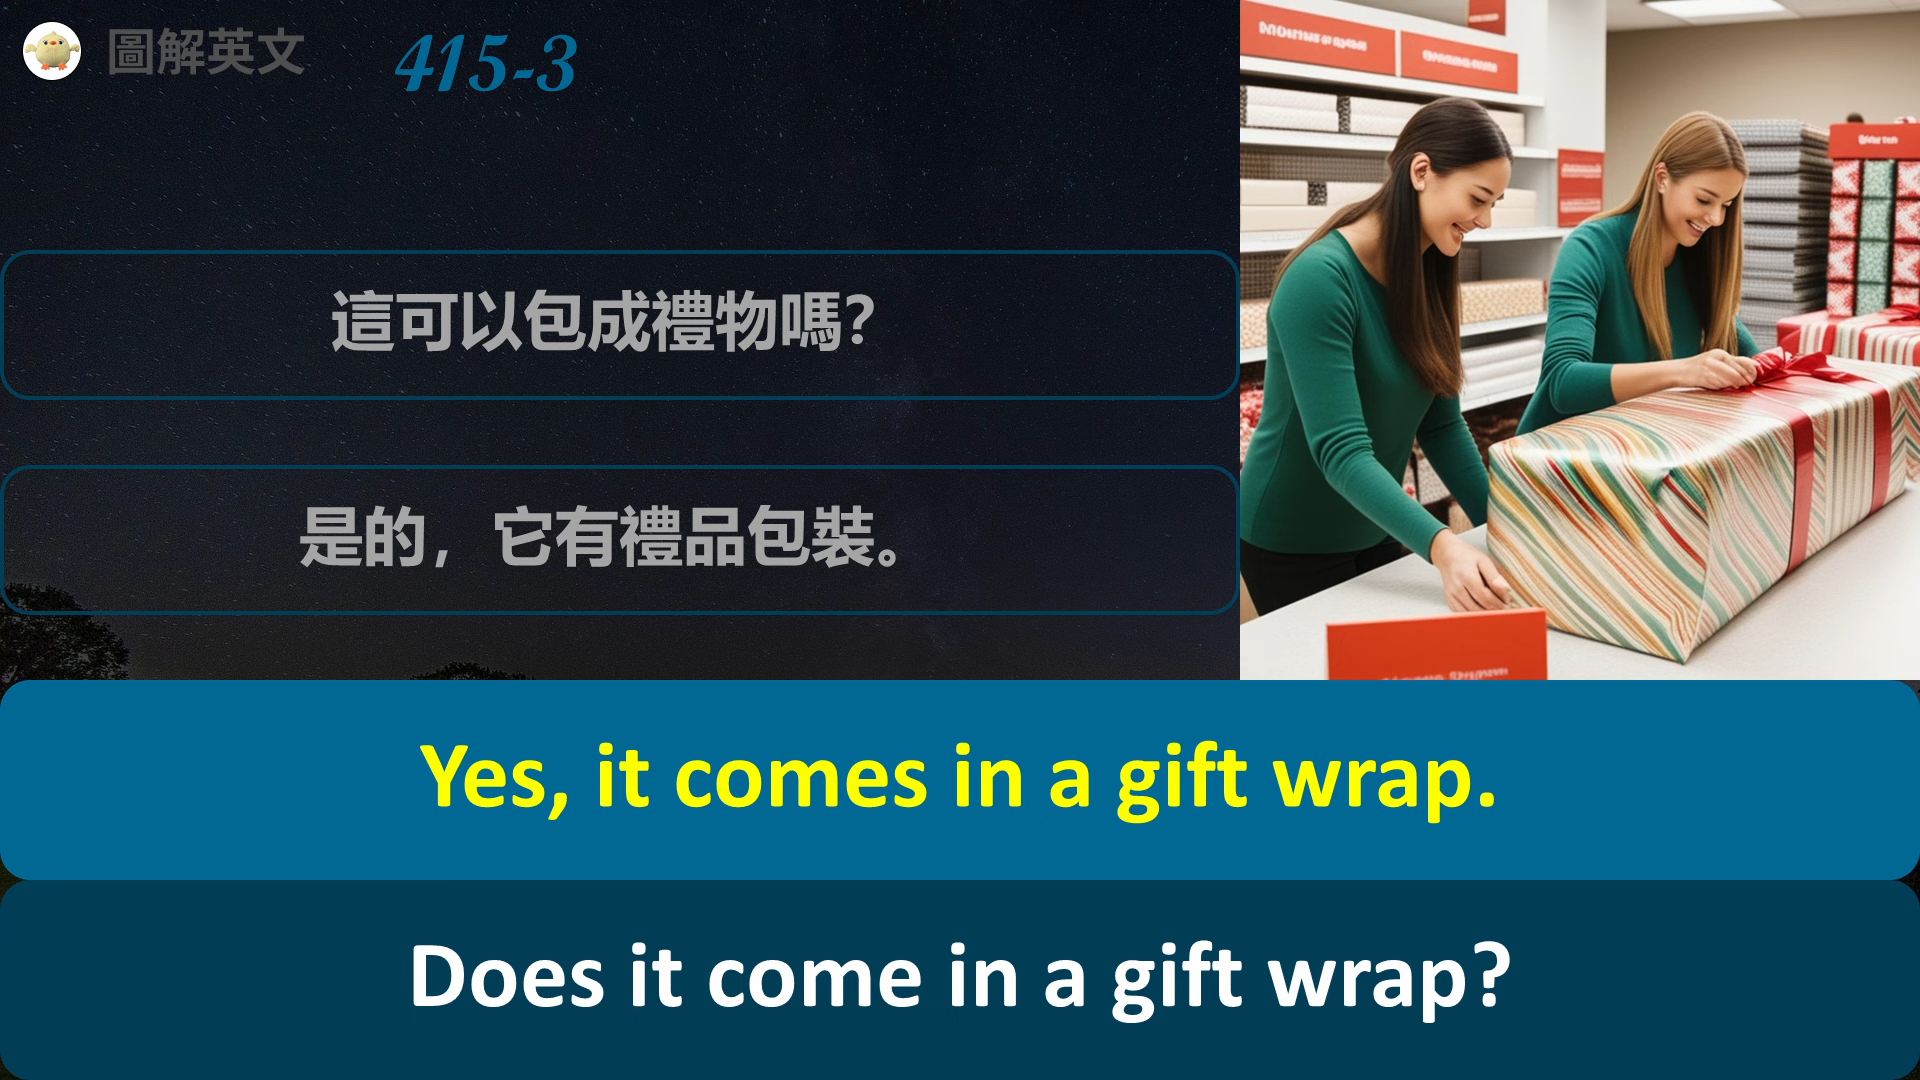 圖解英文
415-3
這可以包成禮物嗎?
是的，它有禮品包裝。
Yes, it comes in a gift wrap.
Does it come in a gift wrap?